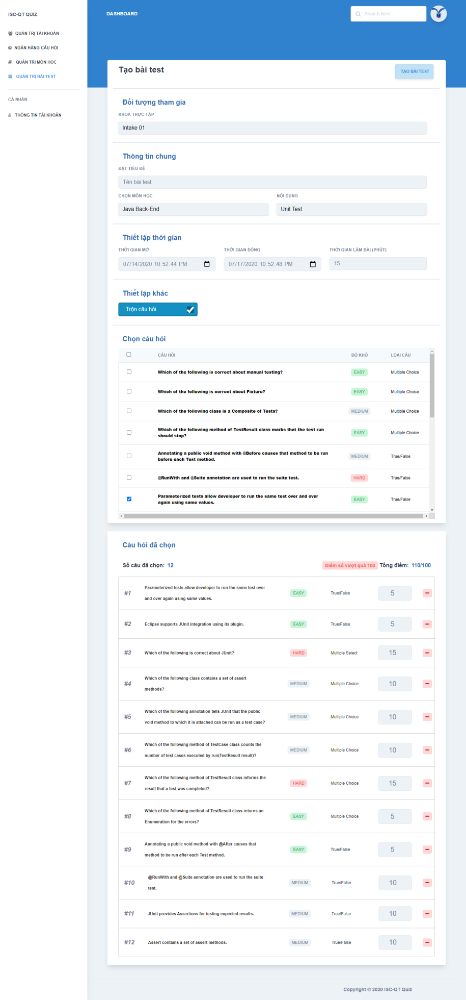 ISC-QT QUIZ
QUẢN TRỊ TÀI KHOẢN
NGÂN HÀNG CÂU HỎI
QUẢN TRỊ MÔN HỌC
QUẢN TRỊ BÀI TEST
CÁ NHÂN
THÔNG TIN TÀI KHOẢN
DASHBOARD
Search here...
Tạo bài test
TẠO BÀI TEST
Đối tượng tham gia
KHOÁ THỰC TẬP
Intake 01
Thông tin chung
ĐẶT TIÊU ĐỀ
Tên bài test
CHỌN MÔN HỌC NỘI DUNG
Java Back-End Unit Test
Thiết lập thời gian
THỜI GIAN MỞ THỜI GIAN ĐÓNG THỜI GIAN LÀM BÀI (PHÚT)
07/14/2020 10:52:44 PM 07/17/2020 10:52:48 PM 15
Thiết lập khác
Trộn câu hỏi
Chọn câu hỏi
CÂU HỎI ĐỘ KHÓ LOẠI CÂU
Which of the following is correct about manual testing? EASY Multiple Choice
Which of the following is correct about Fixture? EASY Multiple Choice
Which of the following class is a Composite of Tests? MEDIUM Multiple Choice
Which of the following method of TestResult class marks that the test run
should stop? EASY Multiple Choice
Annotating a public void method with @Before causes that method to be run
before each Test method. MEDIUM True/False
@RunWith and @Suite annotation are used to run the suite test. HARD True/False
Parameterized tests allow developer to run the same test over and over
again using same values. EASY True/False
Câu hỏi đã chọn
Số câu đã chọn: 12 Điểm số vượt quá 100 Tổng điểm: 110/100
#1 Parameterized tests allow developer to run the same test over
and over again using same values. EASY True/False 5
#2 Eclipse supports JUnit integration using its plugin. EASY True/False 5
#3 Which of the following is correct about JUnit? HARD Multiple Select 15
#4 Which of the following class contains a set of assert
methods? MEDIUM Multiple Choice 10
#5 Which of the following annotation tells JUnit that the public
void method to which it is attached can be run as a test case? MEDIUM Multiple Choice 10
#6 Which of the following method of TestCase class counts the
number of test cases executed by run(TestResult result)? MEDIUM Multiple Choice 10
#7 Which of the following method of TestResult class informs the
result that a test was completed? HARD Multiple Choice 15
#8 Which of the following method of TestResult class returns an
Enumeration for the errors? EASY Multiple Choice 5
#9 Annotating a public void method with @After causes that
method to be run after each Test method. EASY True/False 5
#10 @RunWith and @Suite annotation are used to run the suite
test. MEDIUM True/False 10
#11 JUnit provides Assertions for testing expected results. MEDIUM True/False 10
#12 Assert contains a set of assert methods. MEDIUM True/False 10
Copyright © 2020 ISC-QT Quiz